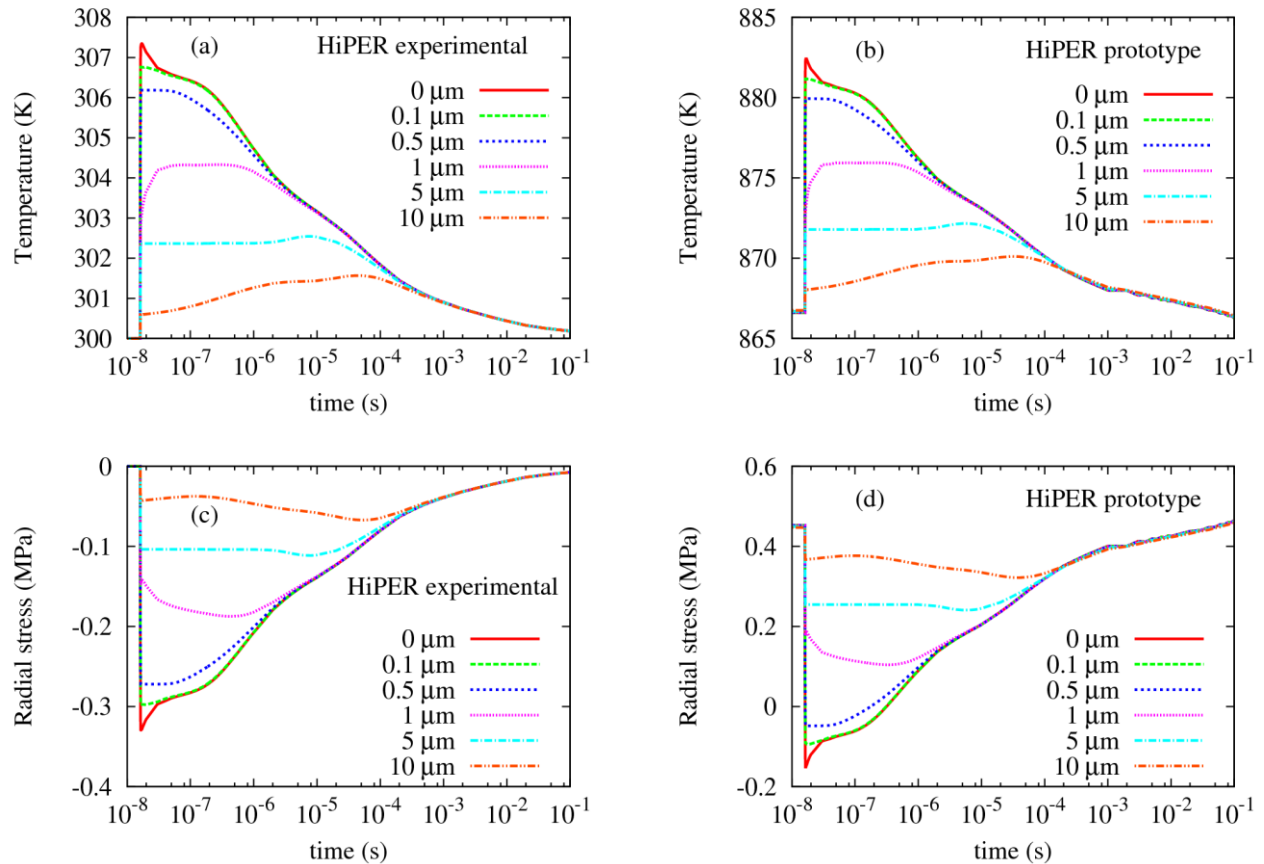 308
307
306
305
304
303
302
301
300
Temperature (K)
(a)
HiPER experimental
0 μm
0.1 μm
0.5 μm
1 μm
5 μm
10 μm
10-8 10-7 10-6 10-5 10-4 10-3 10-2 10-1
time (s)
885
880
875
870
865
Temperature (K)
(b)
HiPER prototype
0 μm
0.1 μm
0.5 μm
1 μm
5 μm
10 μm
10-8 10-7 10-6 10-5 10-4 10-3 10-2 10-1
time (s)
0
-0.1
-0.2
-0.3
-0.4
Radial stress (MPa)
(c)
HiPER experimental
0 μm
0.1 μm
0.5 μm
1 μm
5 μm
10 μm
10-8 10-7 10-6 10-5 10-4 10-3 10-2 10-1
time (s)
0.6
0.4
0.2
0
-0.2
Radial stress (MPa)
(d)
HiPER prototype
0 μm
0.1 μm
0.5 μm
1 μm
5 μm
10 μm
10-8 10-7 10-6 10-5 10-4 10-3 10-2 10-1
time (s)